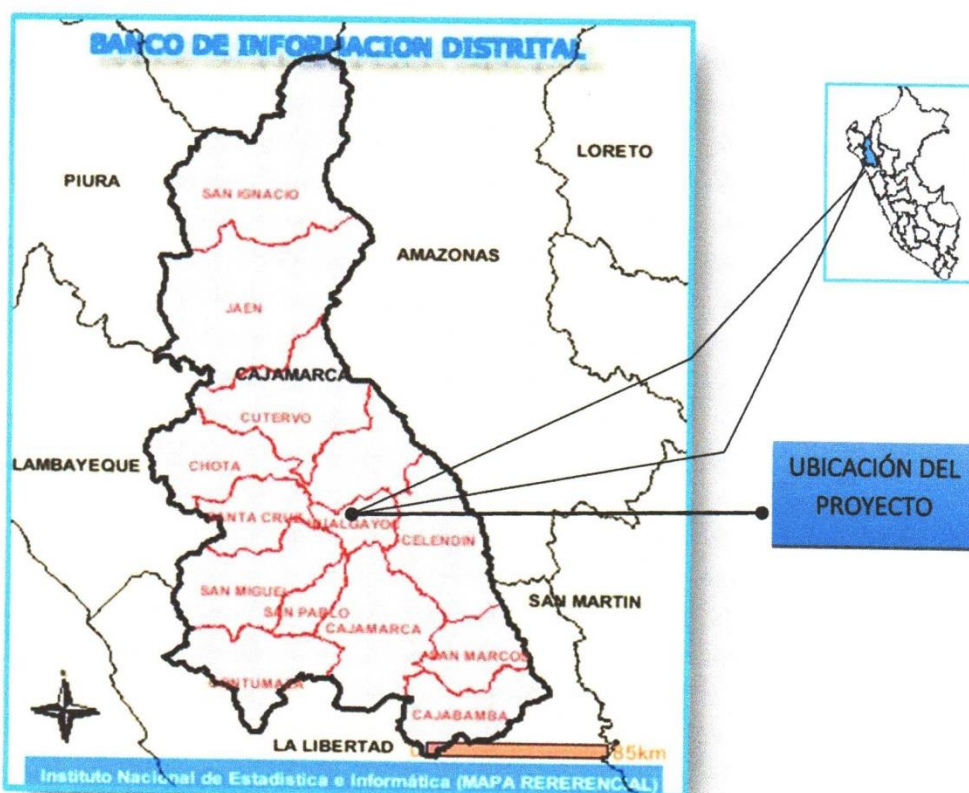 BANCO DE INFORMACION DISTRITAL
LORETO
PIURA
SAN IGNACIO
AMAZONAS
JAEN
CAJAMARCA
CUTERVO
LAMBAYEQUE
CHOTA
UBICACIÓN DEL
PROYECTO
SANTA CRUZ
HUALGAYOC
CELENDIN
SAN MIGUEL
SAN MARTIN
SAN PABLO
CAJAMARCA
SAN MARCOS
CONTUMAZA
CAJABAMBA
LA LIBERTAD
0
85km
Instituto Nacional de Estadística e Informática (MAPA RERERENCIAL)